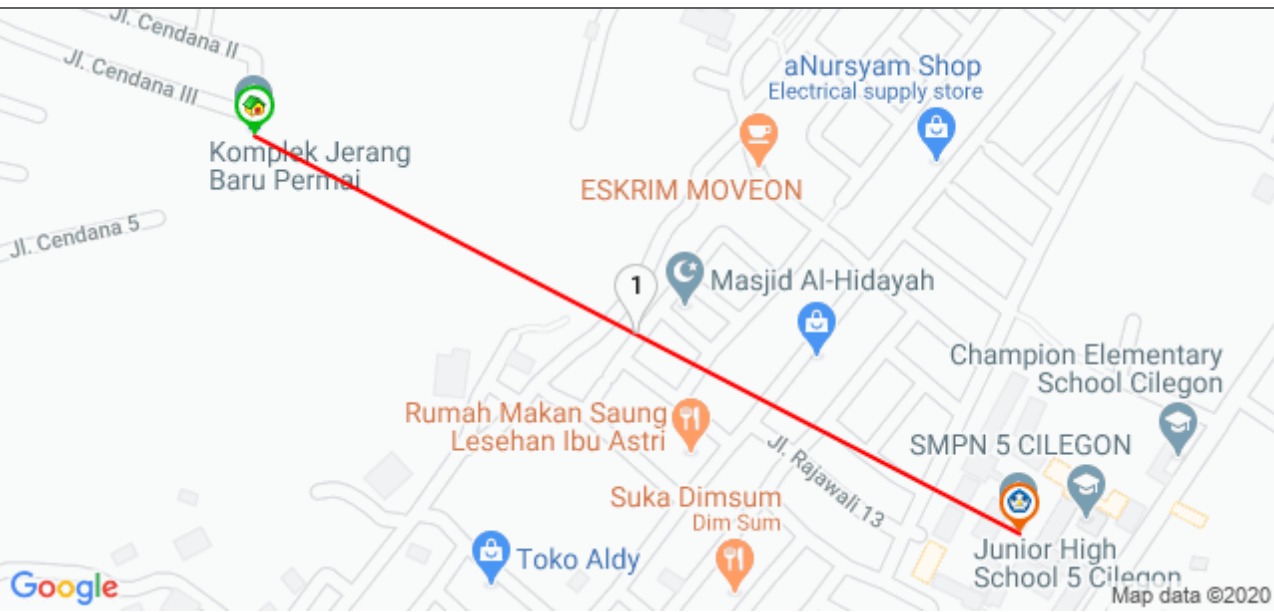 Jl. Cendana II
Jl. Cendana III
aNursyam Shop
Electrical supply store
Komplek Jerang
Baru Permai
ESKRIM MOVEON
Jl. Cendana 5
1
Masjid Al-Hidayah
Champion Elementary
School Cilegon
Rumah Makan Saung
Lesehan Ibu Astri
Jl. Rajawali 13
SMPN 5 CILEGON
Suka Dimsum
Dim Sum
Toko Aldy
Junior High
School 5 Cilegon
Google
Map data ©2020